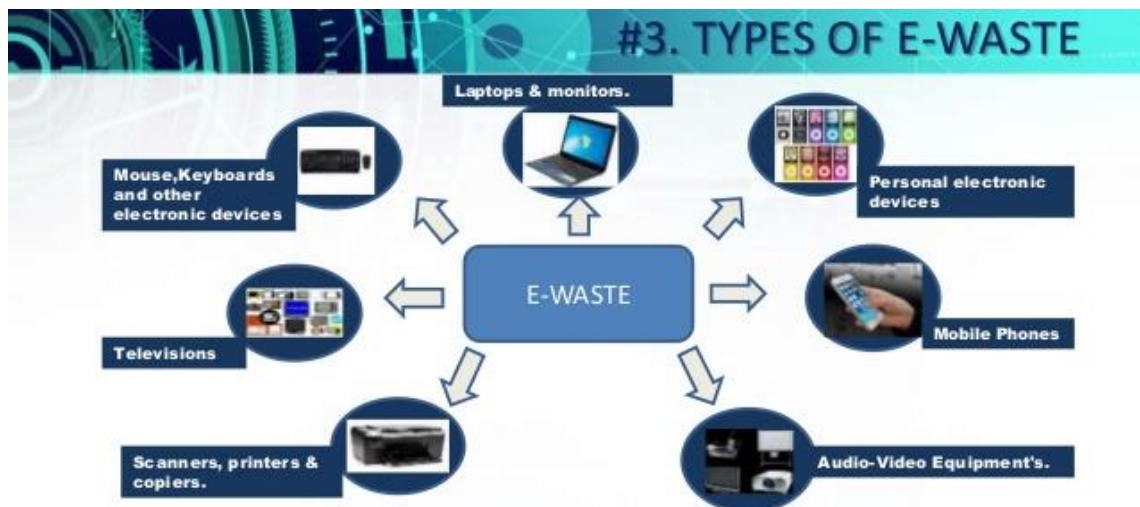 #3. TYPES OF E-WASTE
Laptops & monitors.
Mouse,Keyboards
and other
electronic devices
Personal electronic
devices
E-WASTE
Televisions
Mobile Phones
Scanners, printers &
copiers.
Audio-Video Equipment's.